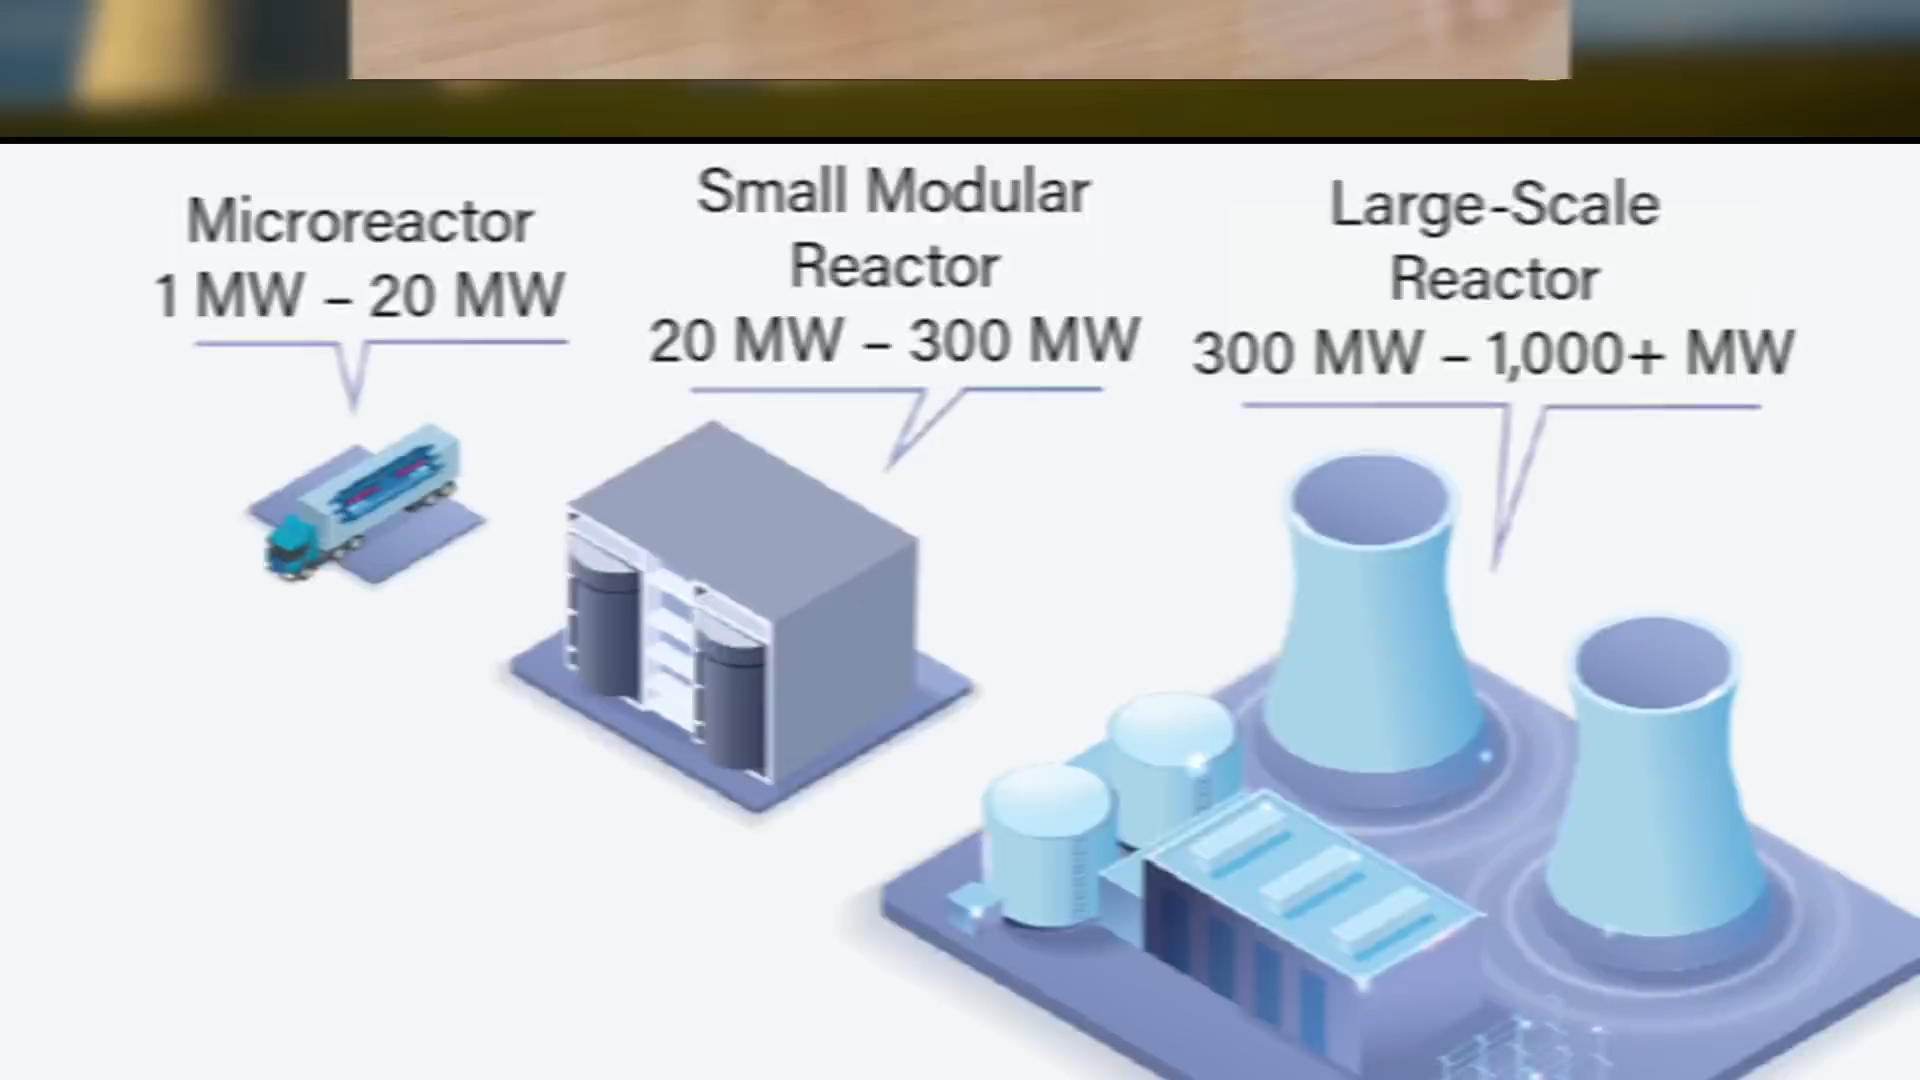 Microreactor
1 MW – 20 MW
Small Modular
Reactor
20 MW – 300 MW
Large-Scale
Reactor
300 MW – 1,000+ MW